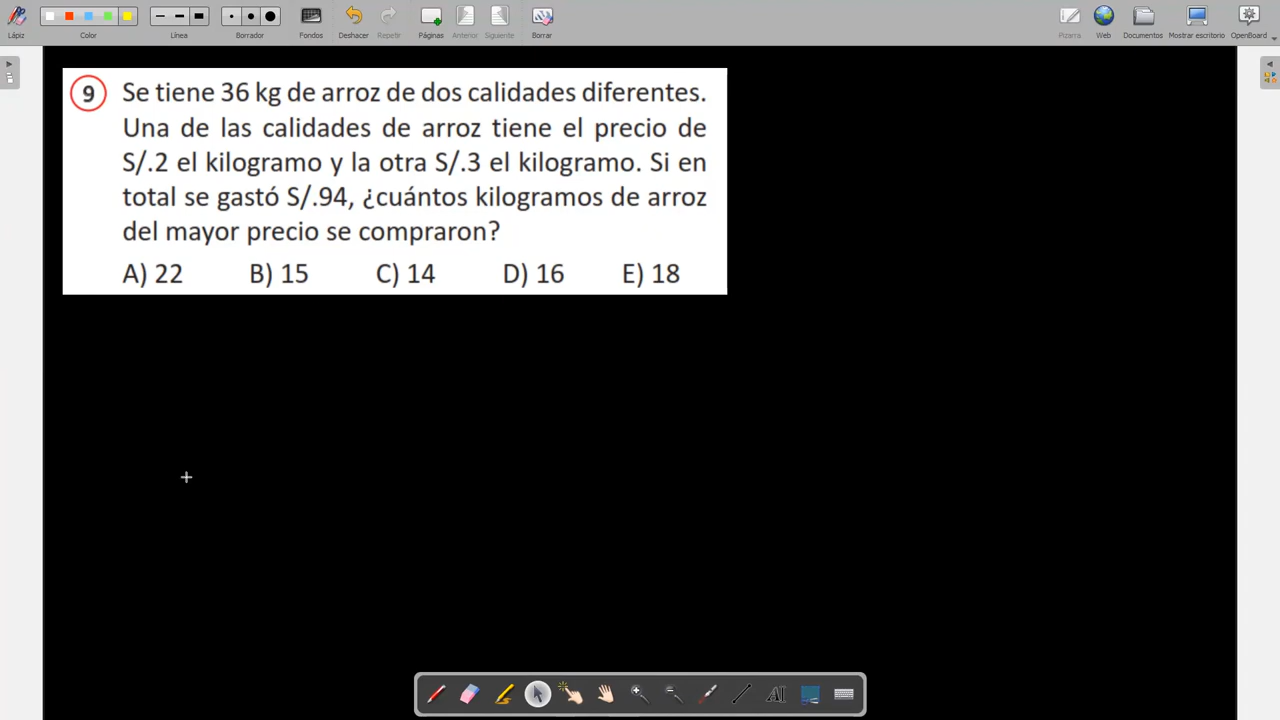 Lápiz Color Línea Borrador Fondos Deshacer Repetir Páginas Anterior Siguiente Borrar Pizarra Web Documentos Mostrar escritorio OpenBoard
9 Se tiene 36 kg de arroz de dos calidades diferentes.
Una de las calidades de arroz tiene el precio de
S/.2 el kilogramo y la otra S/.3 el kilogramo. Si en
total se gastó S/.94, ¿cuántos kilogramos de arroz
del mayor precio se compraron?
A) 22 B) 15 C) 14 D) 16 E) 18
AI